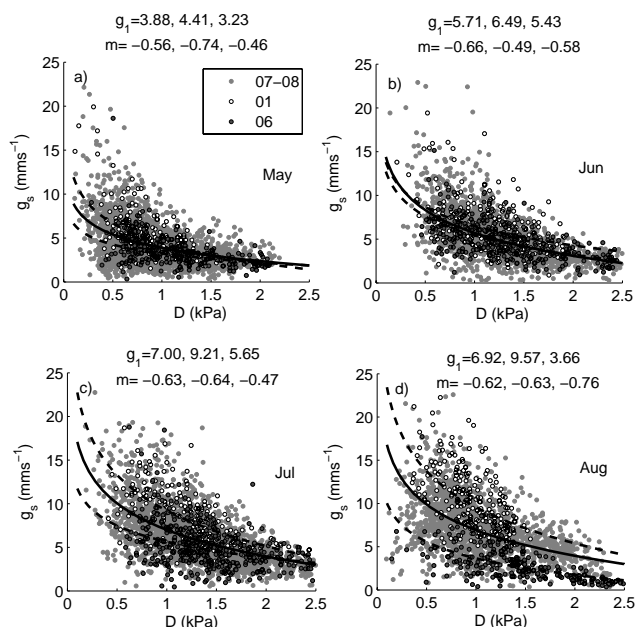 g1=3.88, 4.41, 3.23
m= −0.56, −0.74, −0.46
a)
07−08
01
06
May
gs (mms−1)
25
20
15
10
5
0
0 0.5 1 1.5 2 2.5
D (kPa)
g1=5.71, 6.49, 5.43
m= −0.66, −0.49, −0.58
b)
Jun
gs (mms−1)
25
20
15
10
5
0
0 0.5 1 1.5 2 2.5
D (kPa)
g1=7.00, 9.21, 5.65
m= −0.63, −0.64, −0.47
c)
Jul
gs (mms−1)
25
20
15
10
5
0
0 0.5 1 1.5 2 2.5
D (kPa)
g1=6.92, 9.57, 3.66
m= −0.62, −0.63, −0.76
d)
Aug
gs (mms−1)
25
20
15
10
5
0
0 0.5 1 1.5 2 2.5
D (kPa)